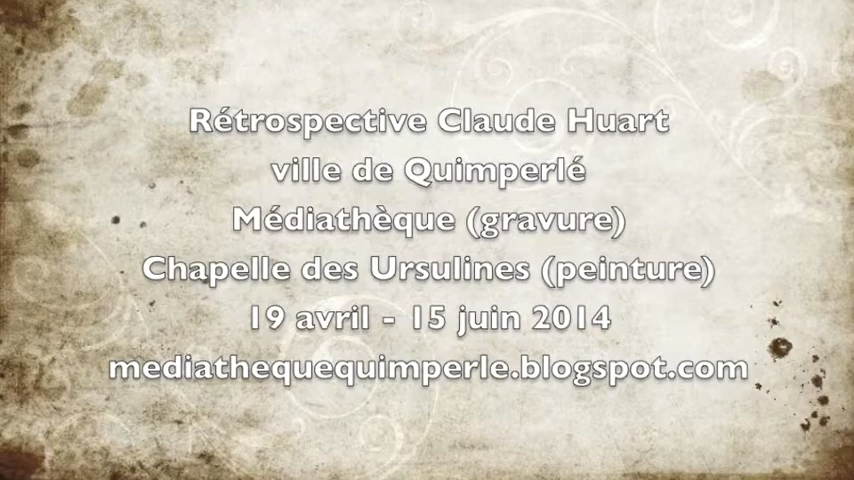 Rétrospective Claude Huart
ville de Quimperlé
Médiathèque (gravure)
Chapelle des Ursulines (peinture)
19 avril - 15 juin 2014
mediathequequimperle.blogspot.com